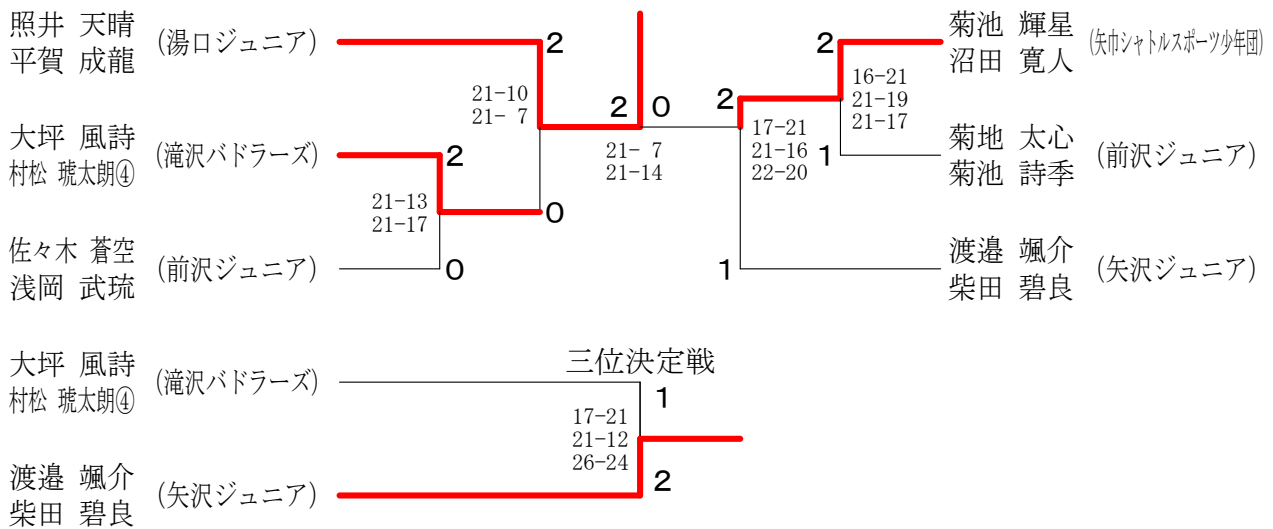 照井 天晴
平賀 成龍
(湯口ジュニア)
2
21-10
21- 7
大坪 風詩
村松 琥太朗④
(滝沢バドラーズ)
2
21-13
21-17
0
佐々木 蒼空
浅岡 武琉
(前沢ジュニア)
0
2 0
21- 7
21-14
2
菊池 輝星
沼田 寛人
(矢巾シャトルスポーツ少年団)
16-21
21-19
21-17
2
17-21
21-16
22-20
1
菊地 太心
菊池 詩季
(前沢ジュニア)
1
渡邉 颯介
柴田 碧良
(矢沢ジュニア)
大坪 風詩
村松 琥太朗④
(滝沢バドラーズ)
三位決定戦
1
17-21
21-12
26-24
2
渡邉 颯介
柴田 碧良
(矢沢ジュニア)